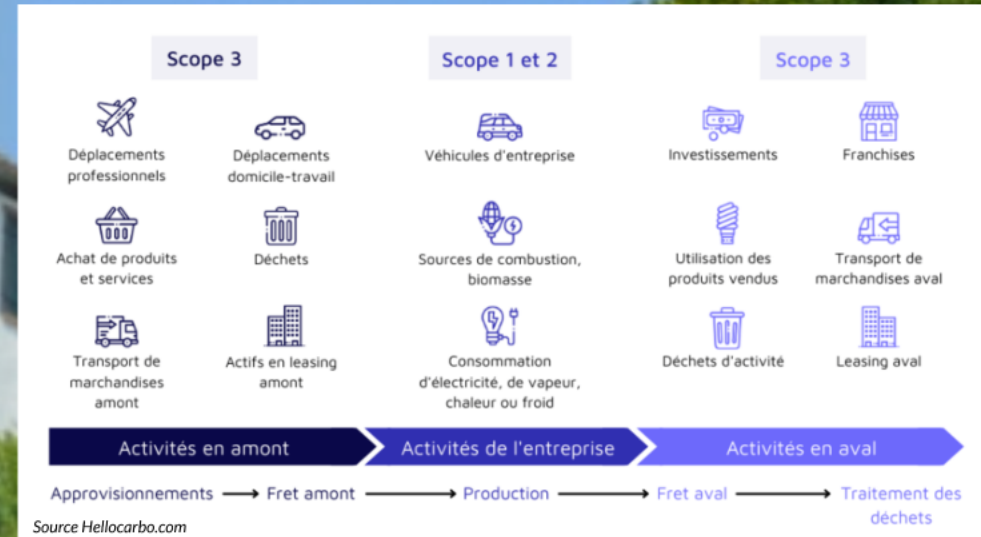 Scope 3
Scope 1 et 2
Scope 3
Déplacements
professionnels
Déplacements
domicile-travail
Véhicules d'entreprise
Investissements
Franchises
Achat de produits
et services
Déchets
Sources de combustion,
biomasse
Utilisation des
produits vendus
Transport de
marchandises aval
Transport de
marchandises
amont
Actifs en leasing
amont
Consommation
d'électricité, de vapeur,
chaleur ou froid
Déchets d'activité
Leasing aval
Activités en amont
Activités de l'entreprise
Activités en aval
Approvisionnements
Fret amont
Production
Fret aval
Traitement des
déchets
Source Hellocarbo.com